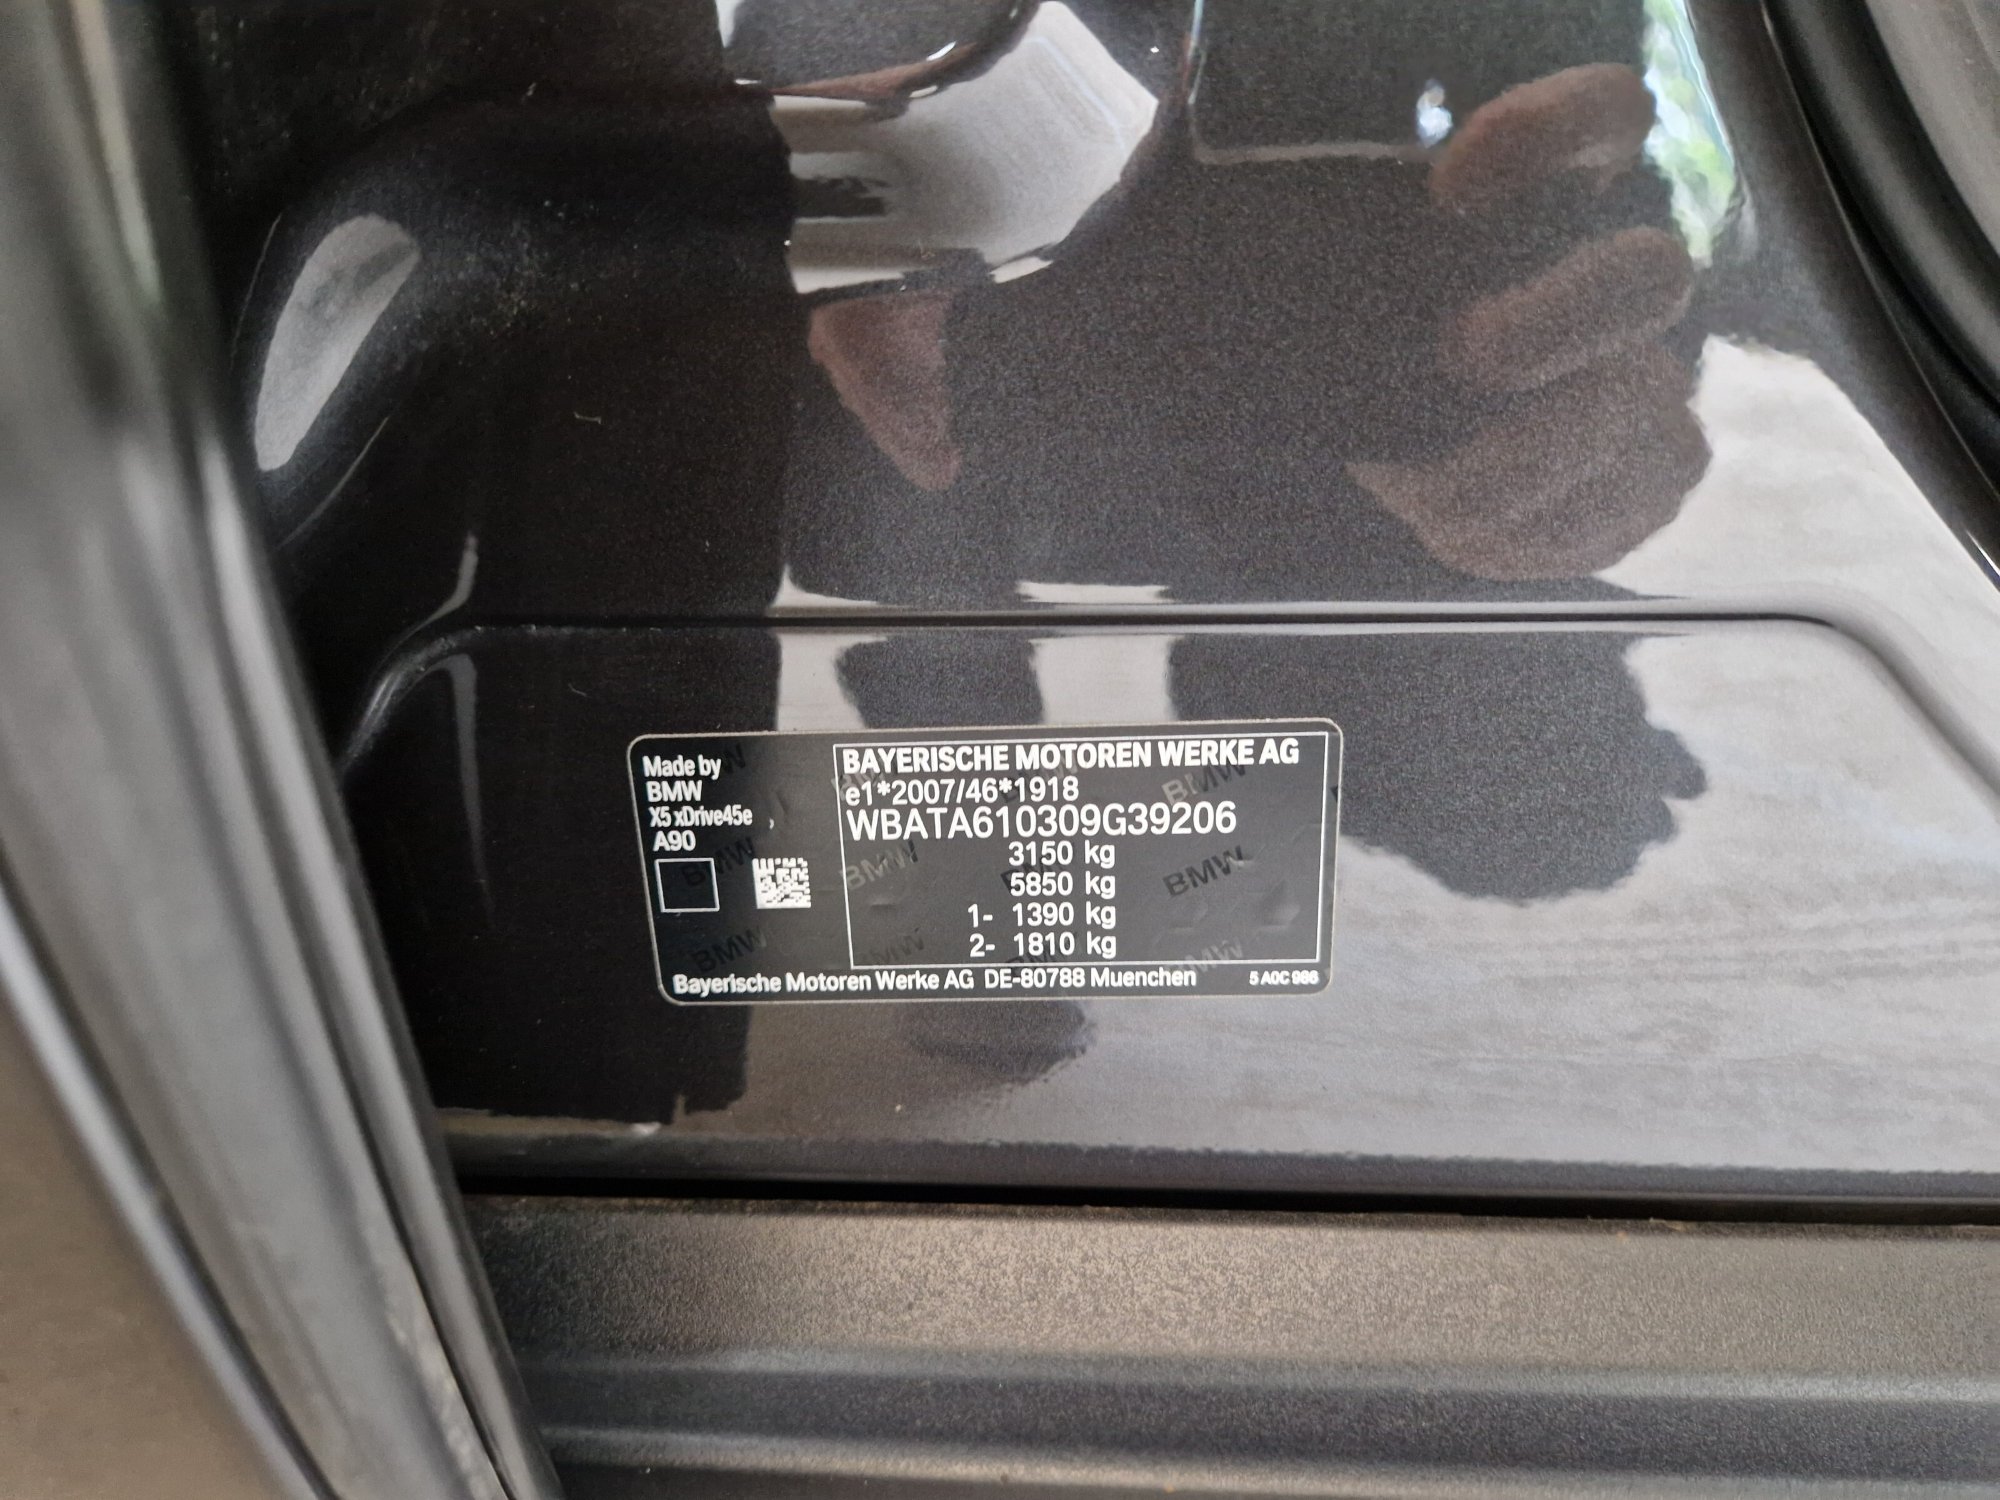 Made by
BMW
X5 xDrive45e
A90
BAYERISCHE MOTOREN WERKE AG
e1*2007/46*1918
WBATA610309G39206
3150 kg
5850 kg
1- 1390 kg
2- 1810 kg
Bayerische Motoren Werke AG DE-80788 Muenchen
5 A0C 986